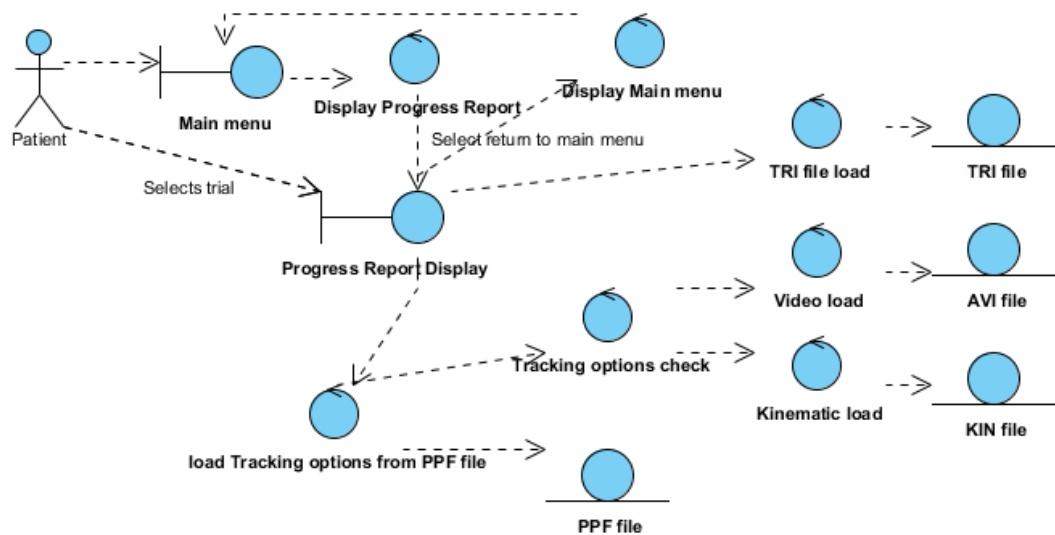 Patient
Main menu
Display Progress Report
Display Main menu
Select return to main menu
Selects trial
TRI file load
TRI file
Progress Report Display
Video load
AVI file
Tracking options check
Kinematic load
KIN file
load Tracking options from PPF file
PPF file